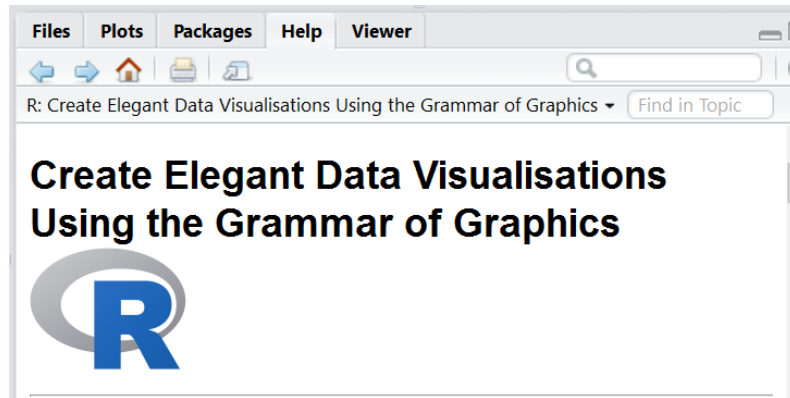 Files Plots Packages Help Viewer
R: Create Elegant Data Visualisations Using the Grammar of Graphics Find in Topic
Create Elegant Data Visualisations
Using the Grammar of Graphics
R